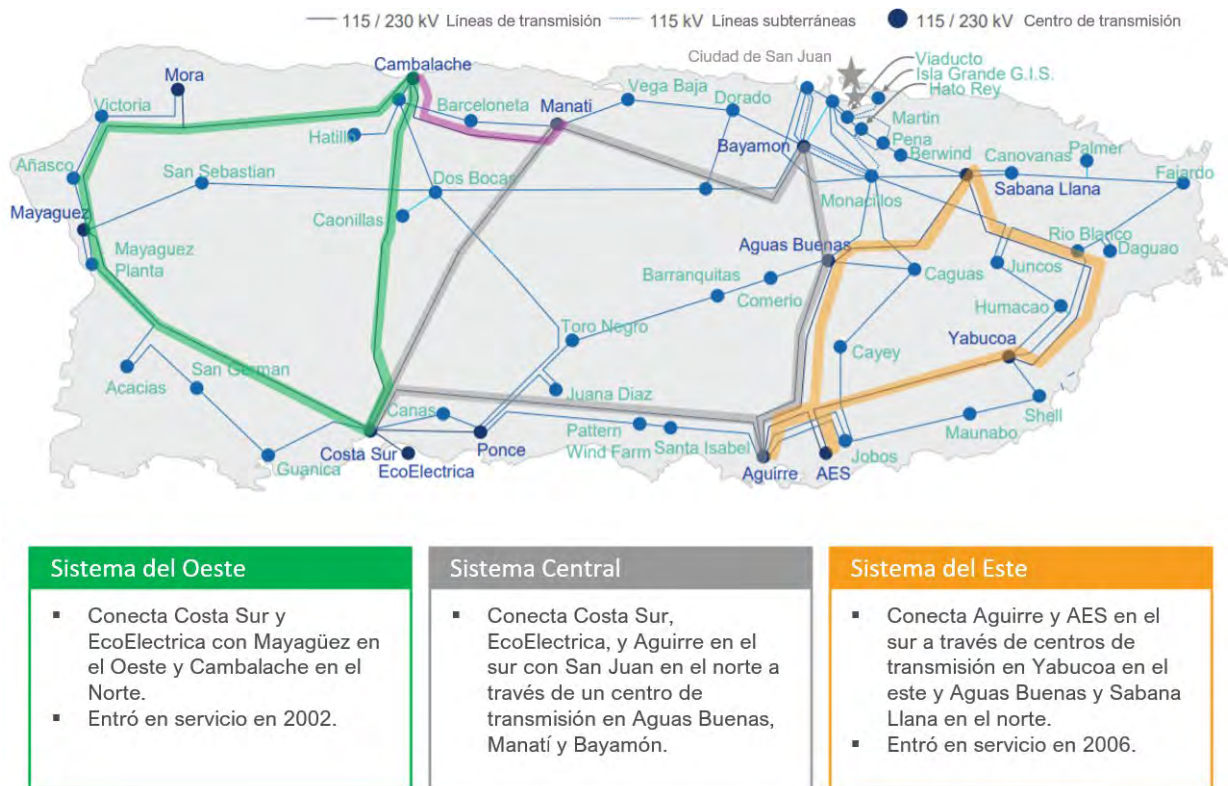 115 / 230 kV Líneas de transmisión
115 kV Líneas subterráneas
115 / 230 kV Centro de transmisión
Ciudad de San Juan
Viaducto
Isla Grande G.I.S.
Hato Rey
Cambalache
Mora
Victoria
Barceloneta
Manati
Vega Baja
Dorado
Martin
Hatillo
Pena
Bayamon
Berwind
Canovanas
Palmer
Añasco
San Sebastian
Dos Bocas
Fajardo
Sabana Llana
Monacillos
Mayaguez
Caonillas
Mayaguez
Planta
Aguas Buenas
Rio Blanco
Daguao
Barranquitas
Juncos
Caguas
Comerio
Humacao
Toro Negro
Yabucoa
Cayey
Acacias
San German
Juana Diaz
Canas
Shell
Maunabo
Guanica
Costa Sur
EcoElectrica
Ponce
Pattern
Wind Farm
Santa Isabel
Aguirre
AES
Jobos
Sistema del Oeste
▪ Conecta Costa Sur y
EcoElectrica con Mayagüez en
el Oeste y Cambalache en el
Norte.
▪ Entró en servicio en 2002.
Sistema Central
▪ Conecta Costa Sur,
EcoElectrica, y Aguirre en el
sur con San Juan en el norte a
través de un centro de
transmisión en Aguas Buenas,
Manatí y Bayamón.
Sistema del Este
▪ Conecta Aguirre y AES en el
sur a través de centros de
transmisión en Yabucoa en el
este y Aguas Buenas y Sabana
Llana en el norte.
▪ Entró en servicio en 2006.